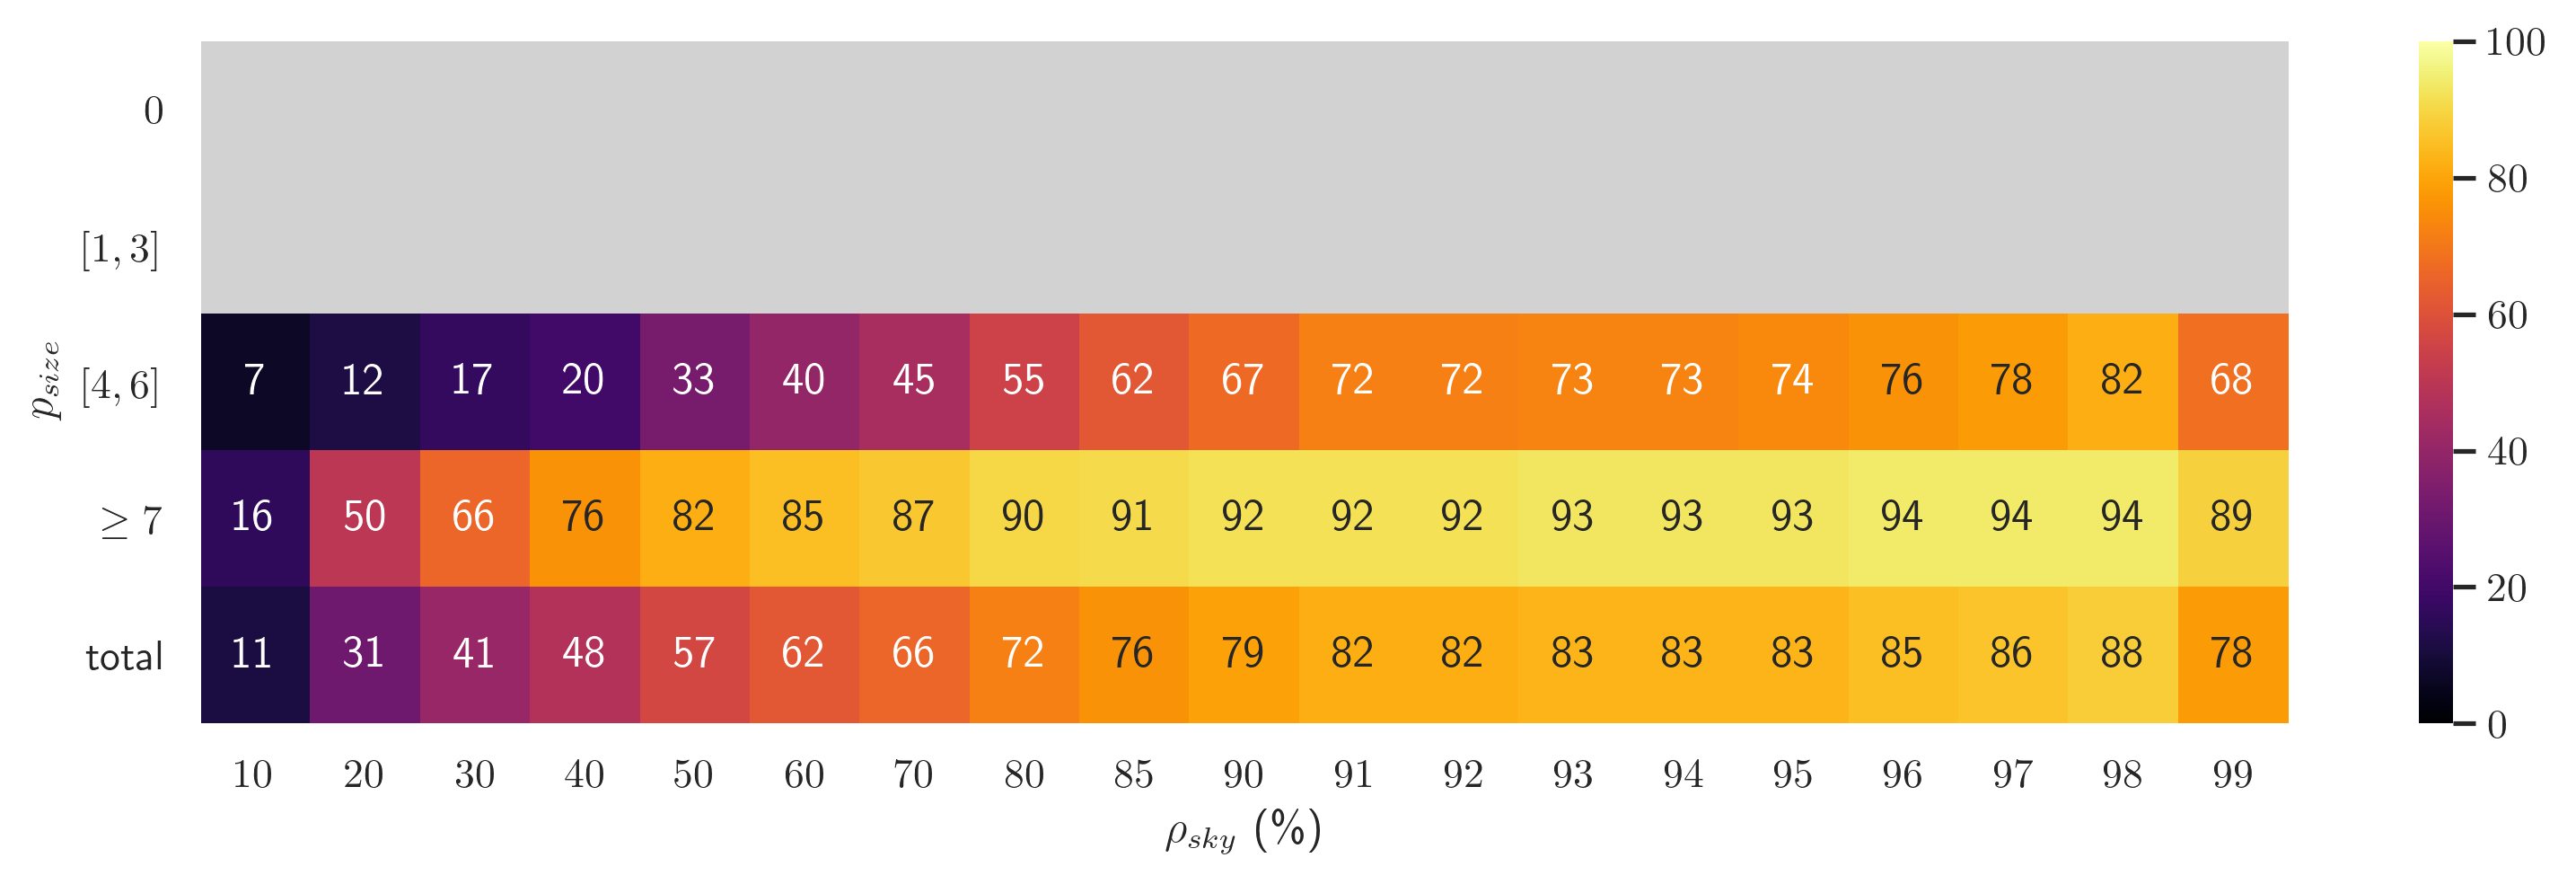 100
0
80
[1, 3]
60
p_size
[4, 6] 7 12 17 20 33 40 45 55 62 67 72 72 73 73 74 76 78 82 68
40
≥ 7 16 50 66 76 82 85 87 90 91 92 92 92 93 93 93 94 94 94 89
20
total 11 31 41 48 57 62 66 72 76 79 82 82 83 83 83 85 86 88 78
0
10 20 30 40 50 60 70 80 85 90 91 92 93 94 95 96 97 98 99
ρ_sky (%)